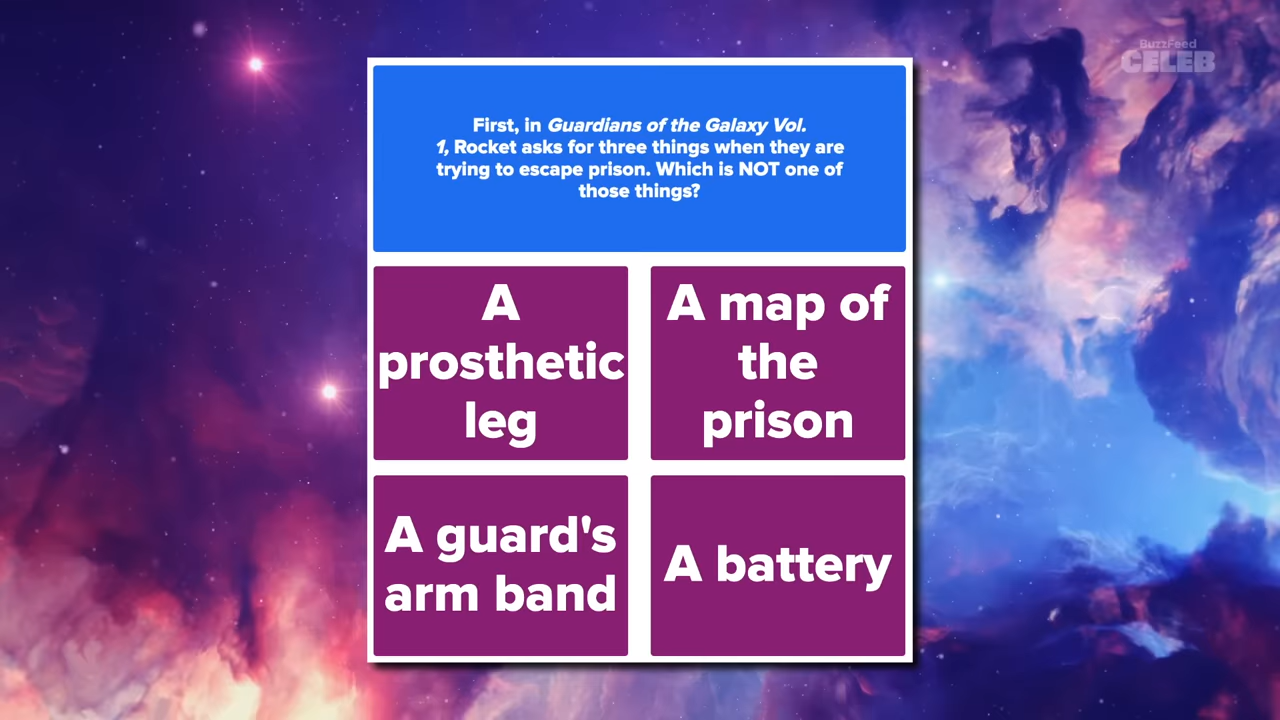 BuzzFeed
CELEB
First, in Guardians of the Galaxy Vol.
1, Rocket asks for three things when they are
trying to escape prison. Which is NOT one of
those things?
A
prosthetic
leg
A map of
the
prison
A guard's
arm band
A battery